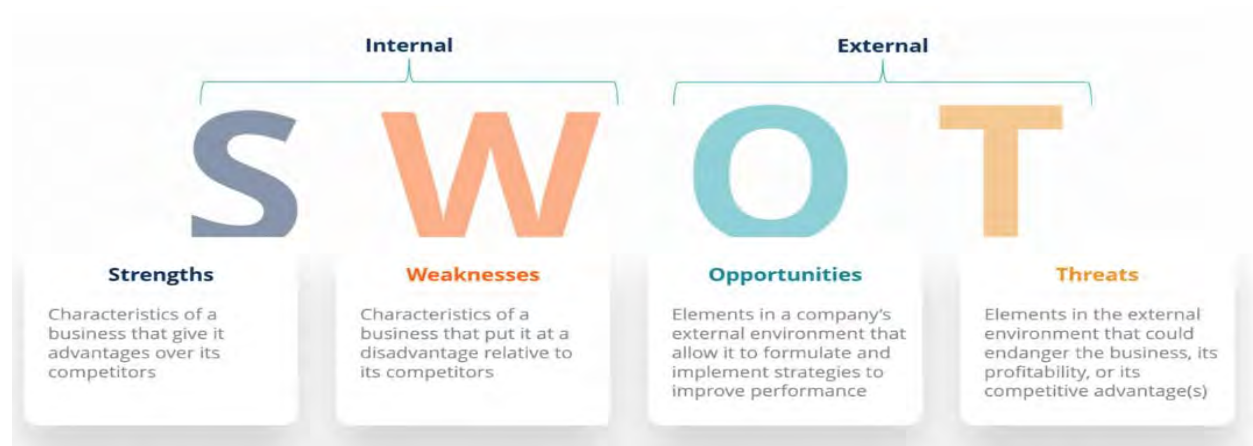 Internal
External
S W O T
Strengths
Characteristics of a
business that give it
advantages over its
competitors
Weaknesses
Characteristics of a
business that put it at a
disadvantage relative to
its competitors
Opportunities
Elements in a company's
external environment that
allow it to formulate and
implement strategies to
improve performance
Threats
Elements in the external
environment that could
endanger the business, its
profitability, or its
competitive advantage(s)